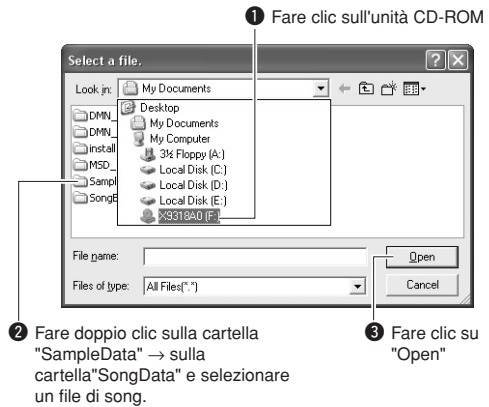 ❶ Fare clic sull'unità CD-ROM
Select a file.
Look in: My Documents
Desktop
My Documents
My Computer
3½ Floppy (A:)
Local Disk (C:)
Local Disk (D:)
Local Disk (E:)
X9318A0 (F:)
DMN_
DMN_
install
MSD_
Sampl
File name:
Open
Files of type: All Files(*.*)
Cancel
❷ Fare doppio clic sulla cartella
"SampleData" → sulla
cartella"SongData" e selezionare
un file di song.
❸ Fare clic su
"Open"